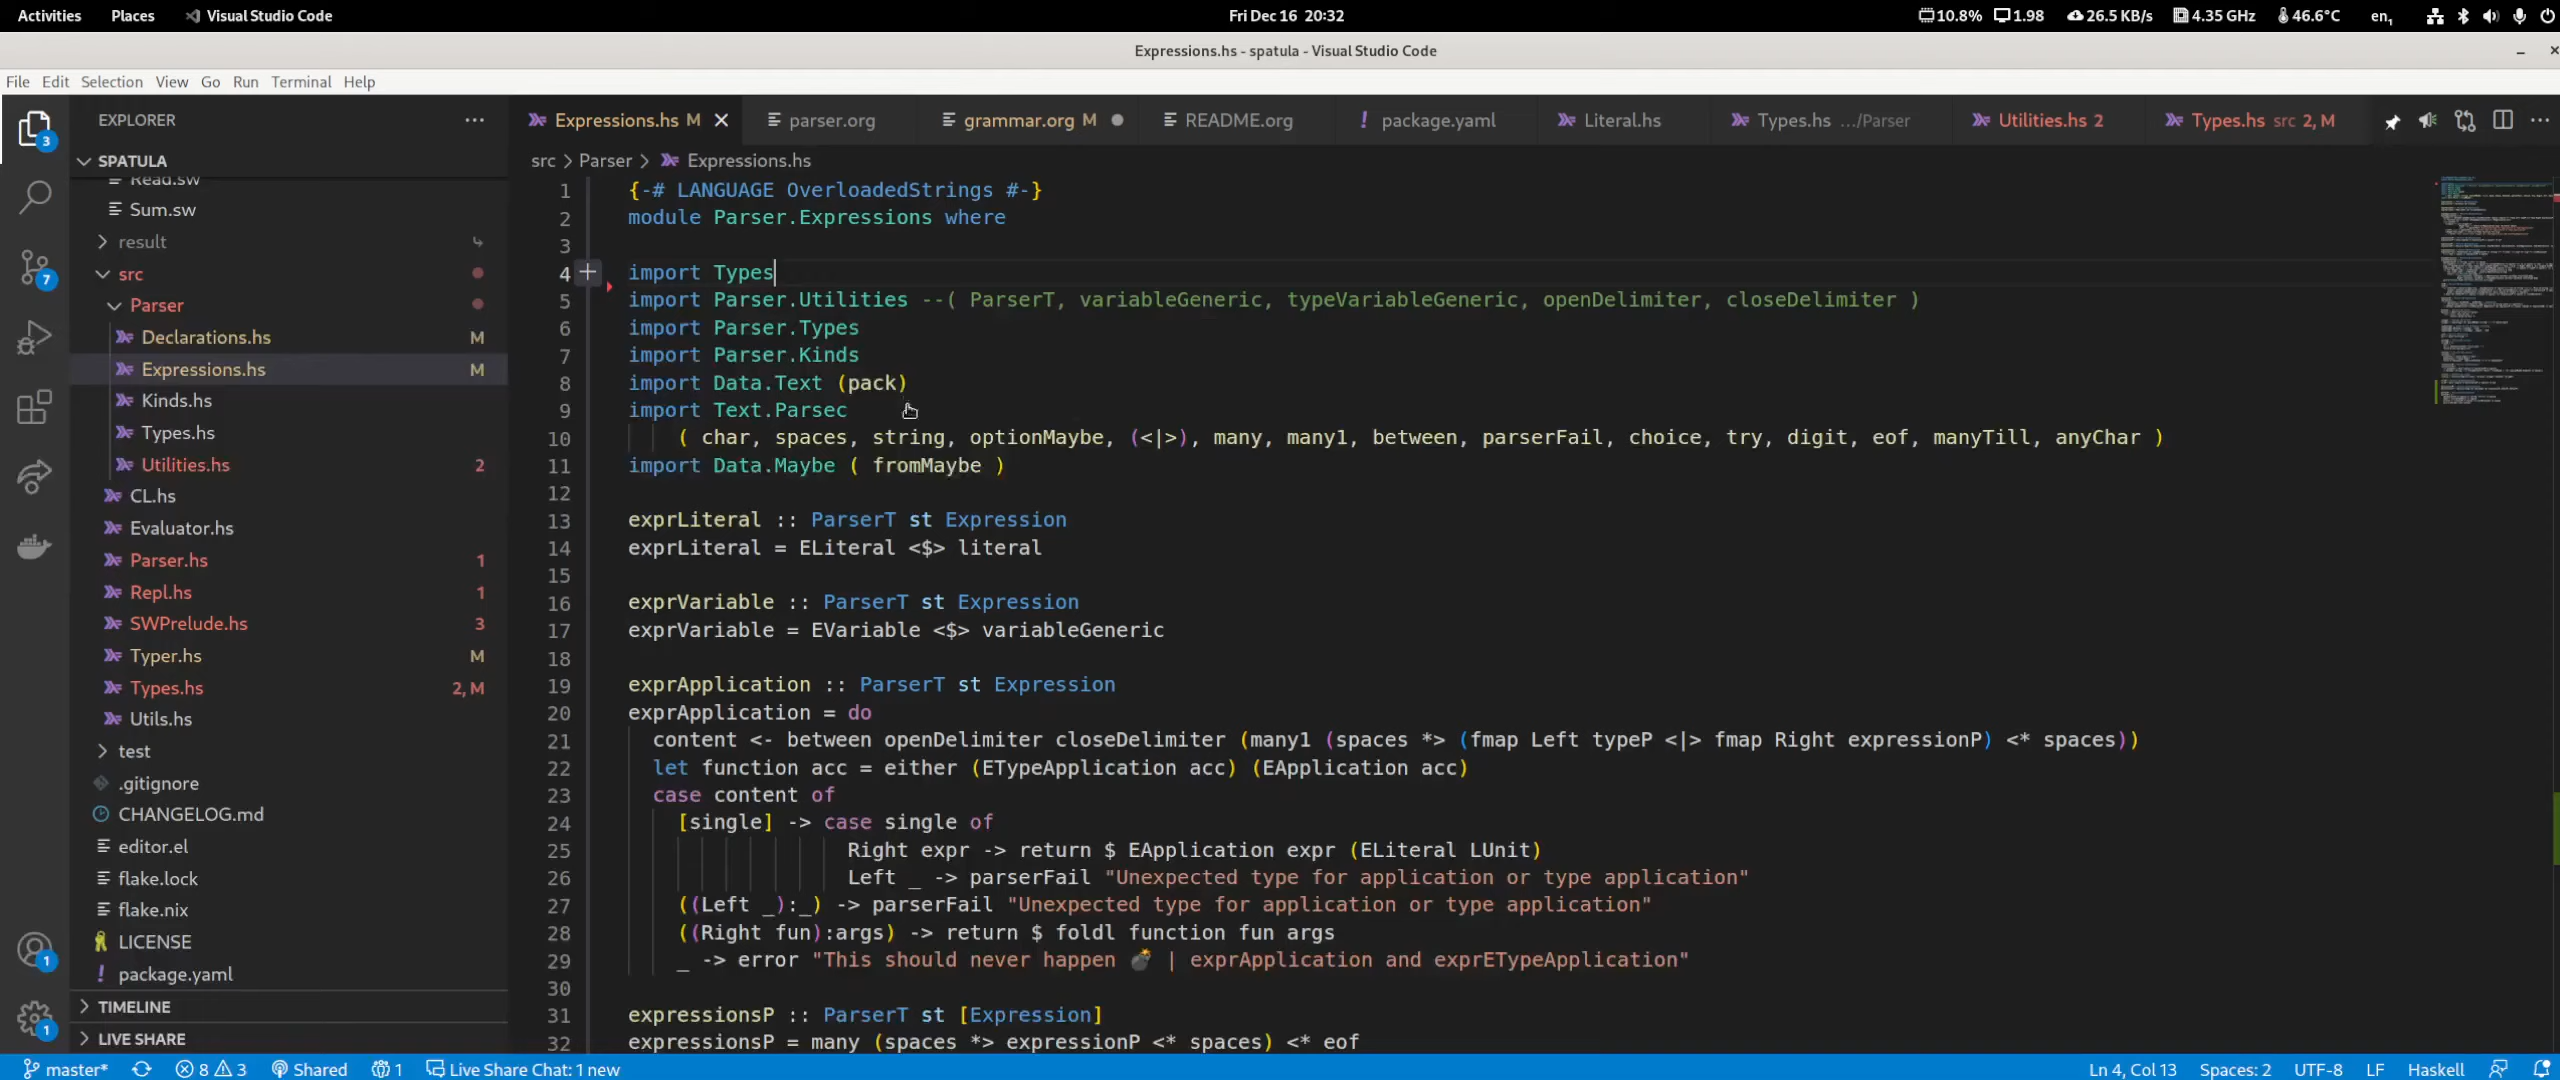 Activities Places Visual Studio Code Fri Dec 16 20:32 10.8% 1.98 26.5 KB/s 4.35 GHz 46.6°C en1
Expressions.hs - spatula - Visual Studio Code
File Edit Selection View Go Run Terminal Help
EXPLORER
SPATULA
Read.sw
Sum.sw
result
src
Parser
Declarations.hs M
Expressions.hs M
Kinds.hs
Types.hs
Utilities.hs 2
CL.hs
Evaluator.hs
Parser.hs 1
Repl.hs 1
SWPrelude.hs 3
Typer.hs M
Types.hs 2, M
Utils.hs
test
.gitignore
CHANGELOG.md
editor.el
flake.lock
flake.nix
LICENSE
package.yaml
TIMELINE
LIVE SHARE
3
7
1
1
Expressions.hs M parser.org grammar.org M README.org package.yaml Literal.hs Types.hs .../Parser Utilities.hs 2 Types.hs src 2, M
src > Parser > Expressions.hs
1 {-# LANGUAGE OverloadedStrings #-}
2 module Parser.Expressions where
3
4 import Types
5 import Parser.Utilities --( ParserT, variableGeneric, typeVariableGeneric, openDelimiter, closeDelimiter )
6 import Parser.Types
7 import Parser.Kinds
8 import Data.Text (pack)
9 import Text.Parsec
10 ( char, spaces, string, optionMaybe, (<|>), many, many1, between, parserFail, choice, try, digit, eof, manyTill, anyChar )
11 import Data.Maybe ( fromMaybe )
12
13 exprLiteral :: ParserT st Expression
14 exprLiteral = ELiteral <$> literal
15
16 exprVariable :: ParserT st Expression
17 exprVariable = EVariable <$> variableGeneric
18
19 exprApplication :: ParserT st Expression
20 exprApplication = do
21 content <- between openDelimiter closeDelimiter (many1 (spaces *> (fmap Left typeP <|> fmap Right expressionP) <* spaces))
22 let function acc = either (ETypeApplication acc) (EApplication acc)
23 case content of
24 [single] -> case single of
25 Right expr -> return $ EApplication expr (ELiteral LUnit)
26 Left _ -> parserFail "Unexpected type for application or type application"
27 ((Left _):_) -> parserFail "Unexpected type for application or type application"
28 ((Right fun):args) -> return $ foldl function fun args
29 _ -> error "This should never happen 💣 | exprApplication and exprETypeApplication"
30
31 expressionsP :: ParserT st [Expression]
32 expressionsP = many (spaces *> expressionP <* spaces) <* eof
master* 8 3 Shared 1 Live Share Chat: 1 new Ln 4, Col 13 Spaces: 2 UTF-8 LF Haskell